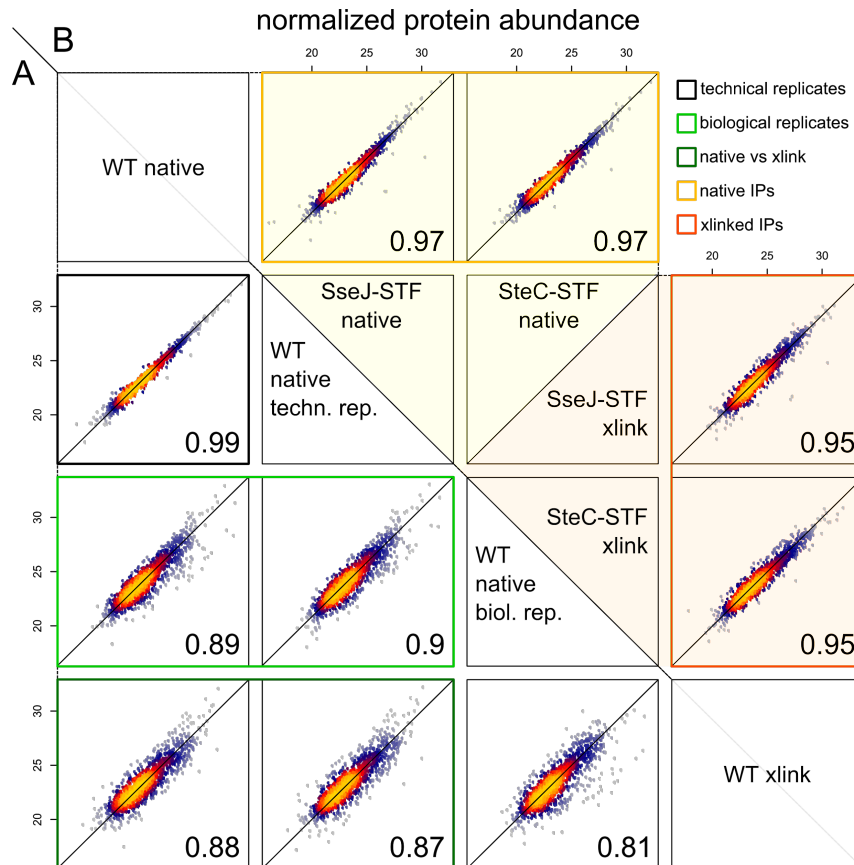 normalized protein abundance
B
A
20 25 30 20 25 30
technical replicates
biological replicates
native vs xlink
native IPs
xlinked IPs
WT native
0.97
0.97
20 25 30
SseJ-STF
native
SteC-STF
native
WT
native
techn. rep.
SseJ-STF
xlink
30
25
20
0.99
0.95
SteC-STF
xlink
WT
native
biol. rep.
30
25
20
0.89
0.9
0.95
30
25
20
WT xlink
0.88
0.87
0.81